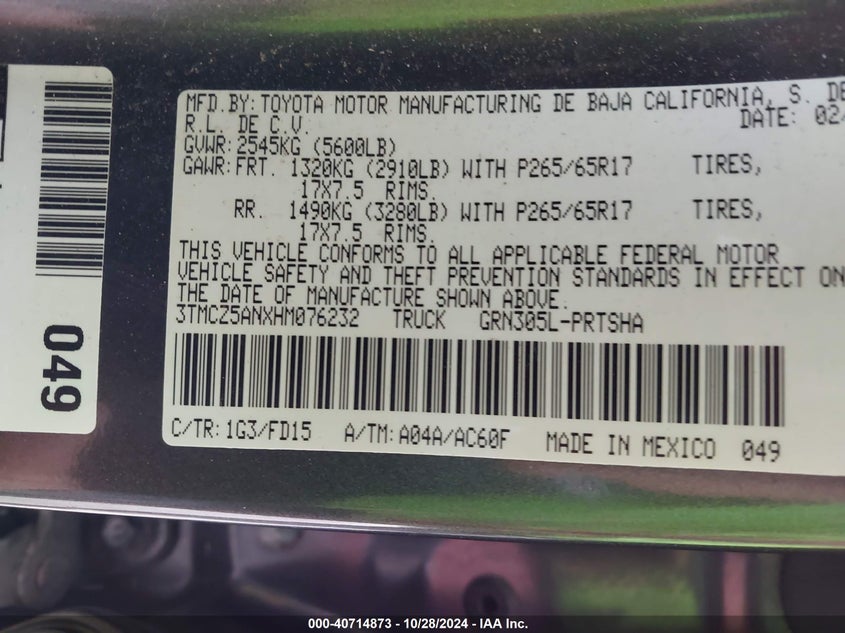 MFD.BY:TOYOTA MOTOR MANUFACTURING DE BAJA CALIFORNIA, S. DE
R.L. DE C.V. DATE: 02/
GVWR:2545KG (5600LB)
GAWR:FRT. 1320KG (2910LB) WITH P265/65R17 TIRES,
17X7.5 RIMS.
RR. 1490KG (3280LB) WITH P265/65R17 TIRES,
17X7.5 RIMS.
THIS VEHICLE CONFORMS TO ALL APPLICABLE FEDERAL MOTOR
VEHICLE SAFETY AND THEFT PREVENTION STANDARDS IN EFFECT ON
THE DATE OF MANUFACTURE SHOWN ABOVE.
3TMCZ5ANXHM076232 TRUCK GRN305L-PRTSHA
C/TR:1G3/FD15 A/TM:A04A/AC60F MADE IN MEXICO 049
049
000-40714873 / 10/28/2024 - IAA Inc.